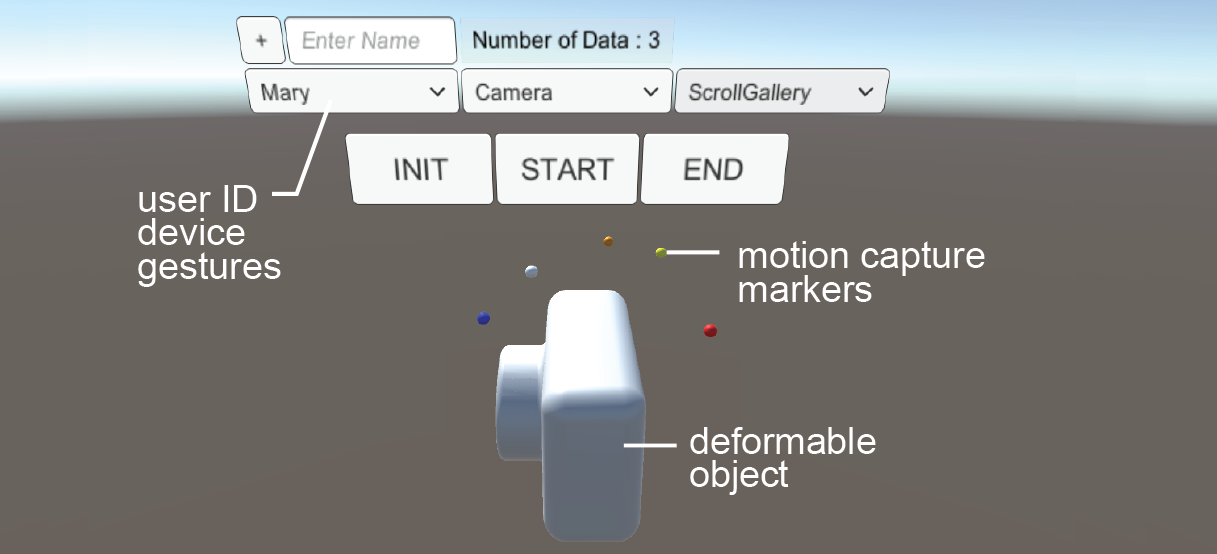 + Enter Name Number of Data : 3
Mary Camera ScrollGallery
INIT START END
user ID
device
gestures
motion capture
markers
deformable
object